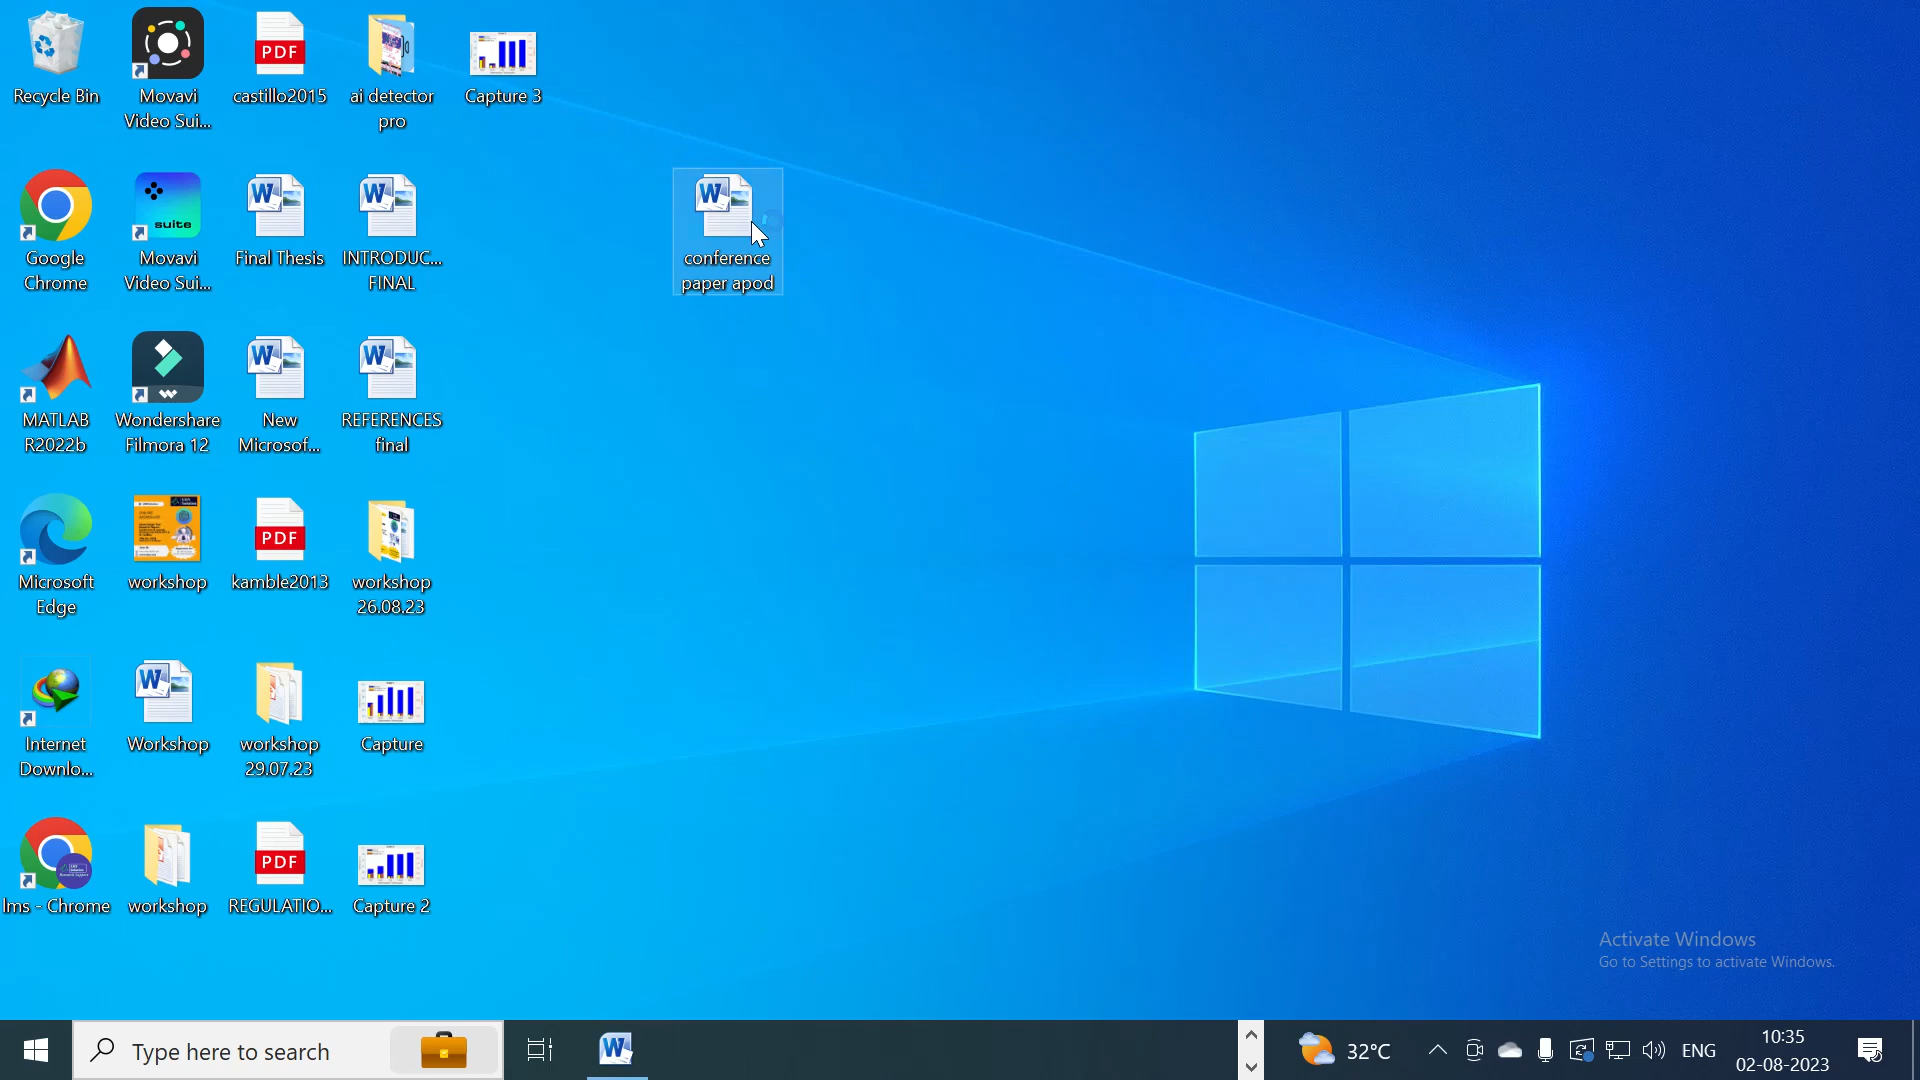 Recycle Bin
Movavi
Video Sui...
PDF
castillo2015
ai detector
pro
Capture 3
Google
Chrome
suite
Movavi
Video Sui...
W
Final Thesis
W
INTRODUC...
FINAL
W
conference
paper apod
MATLAB
R2022b
Wondershare
Filmora 12
W
New
Microsof...
W
REFERENCES
final
Microsoft
Edge
workshop
PDF
kamble2013
workshop
26.08.23
Internet
Downlo...
W
Workshop
workshop
29.07.23
Capture
lms - Chrome
workshop
PDF
REGULATIO...
Capture 2
Activate Windows
Go to Settings to activate Windows.
Type here to search
W
32°C
ENG
10:35
02-08-2023